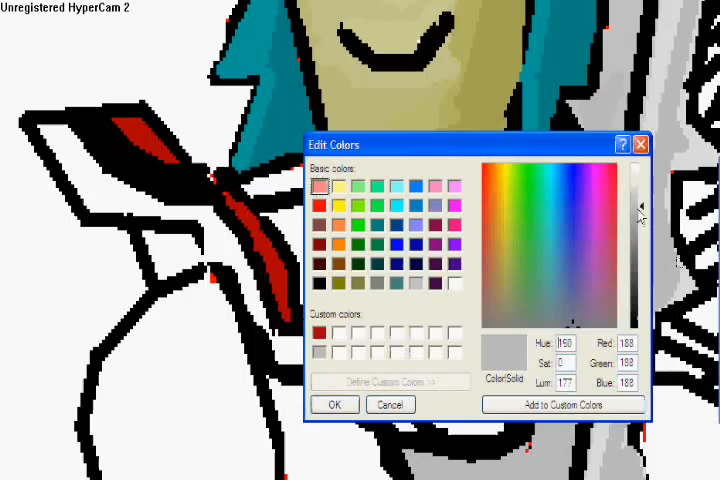 Unregistered HyperCam 2
Edit Colors
Basic colors:
Custom colors:
Define Custom Colors >>
OK
Cancel
Color|Solid
Hue: 150
Sat: 0
Lum: 177
Red: 188
Green: 188
Blue: 188
Add to Custom Colors